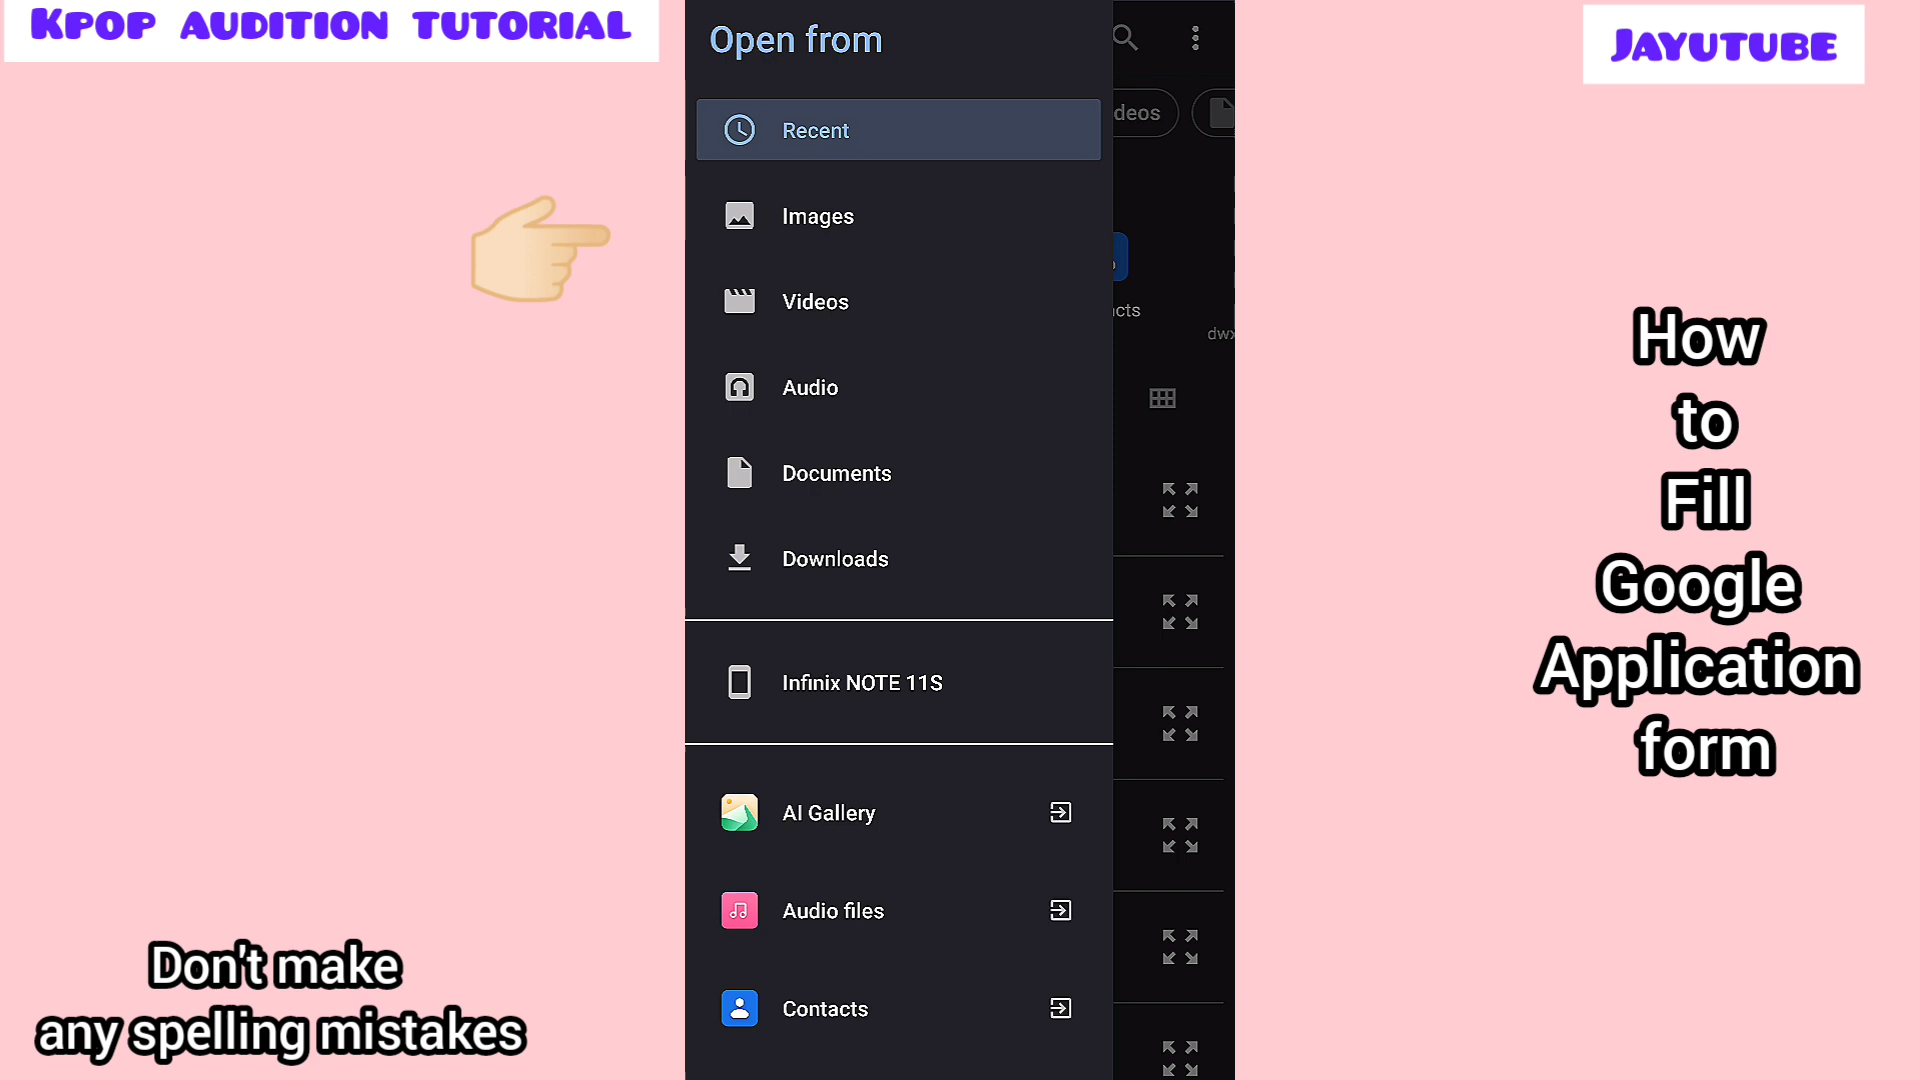 Kpop audition tutorial
Jayutube
Open from
Recent
Images
Videos
Audio
Documents
Downloads
Infinix NOTE 11S
AI Gallery
Audio files
Contacts
deos
cts
dwx
How
to
Fill
Google
Application
form
Don't make
any spelling mistakes